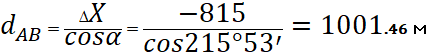 d_AB = ΔX/cosα = −815/cos215°53′ = 1001.46 м